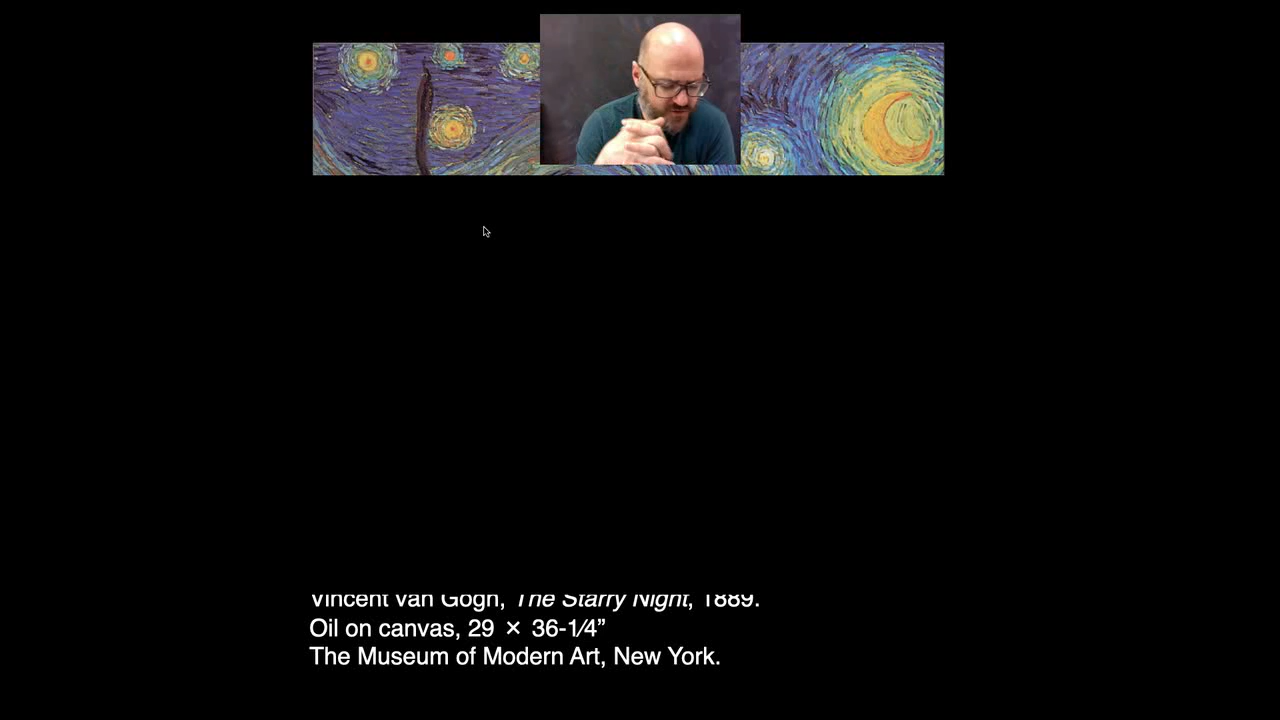 Vincent van Gogh, The Starry Night, 1889.
Oil on canvas, 29 × 36-1⁄4”
The Museum of Modern Art, New York.